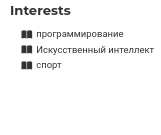 Interests
программирование
Искусственный интеллект
спорт